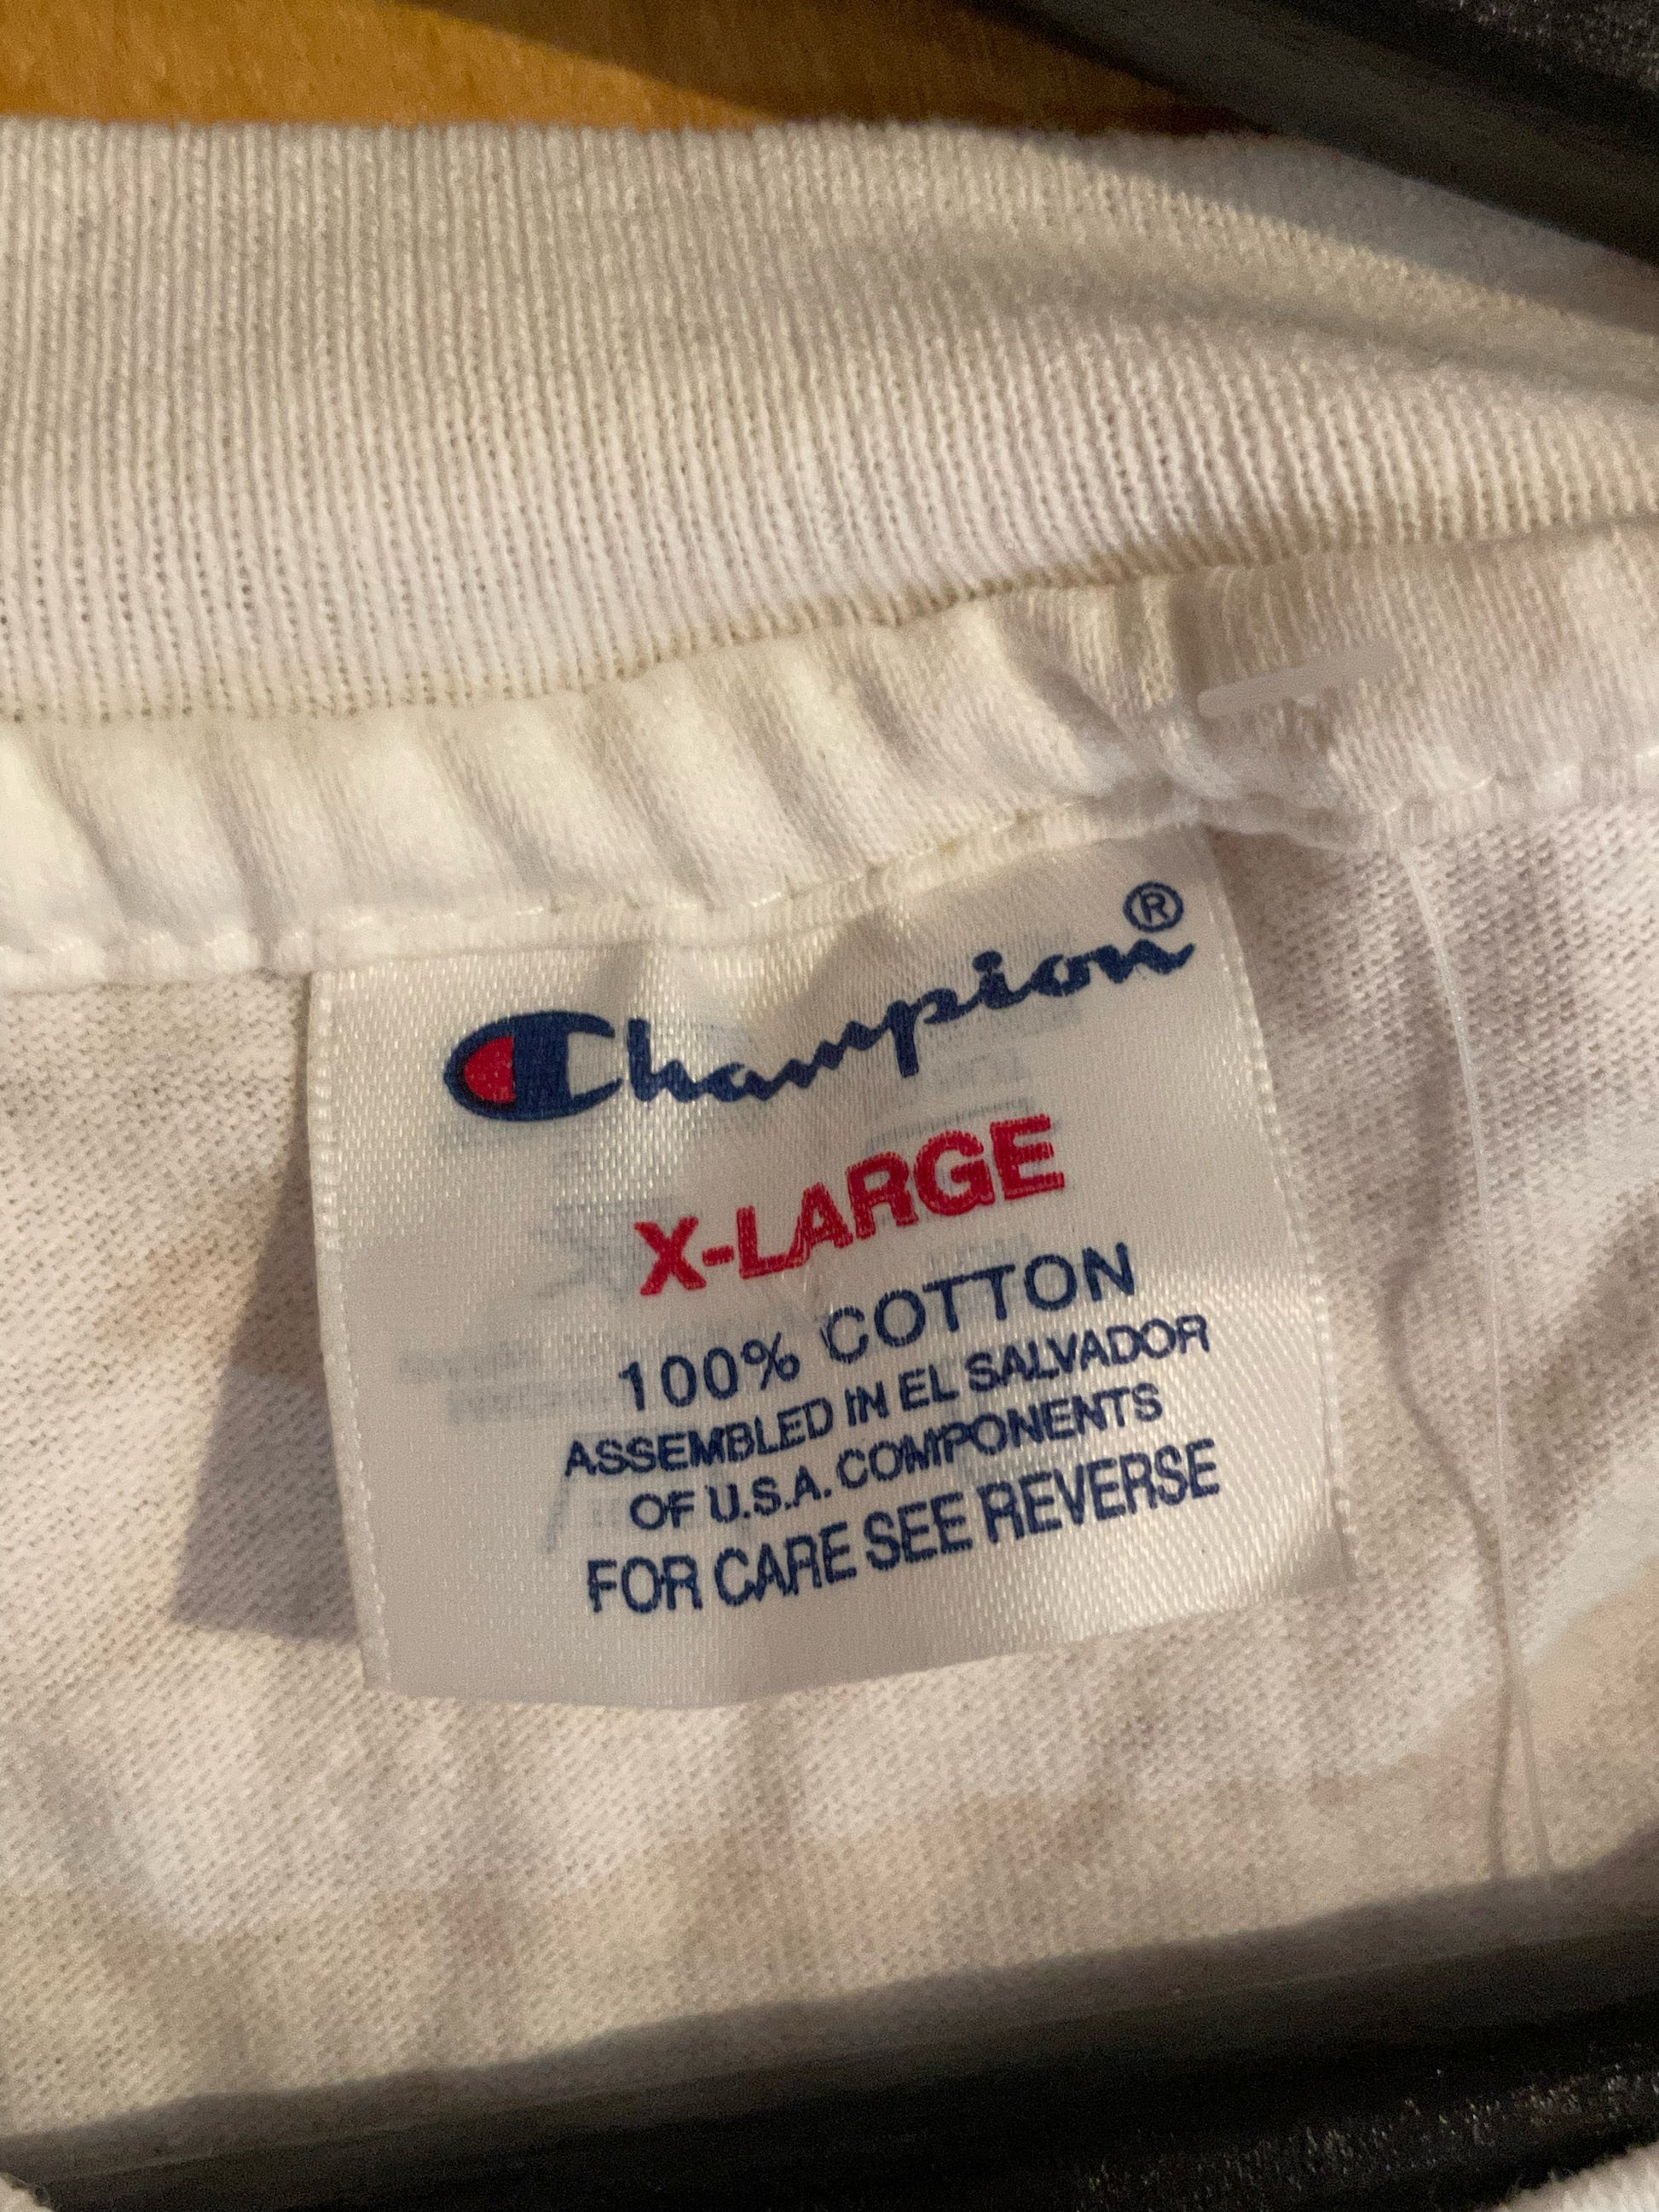 Champion®
X-LARGE
100% COTTON
ASSEMBLED IN EL SALVADOR
OF U.S.A. COMPONENTS
FOR CARE SEE REVERSE